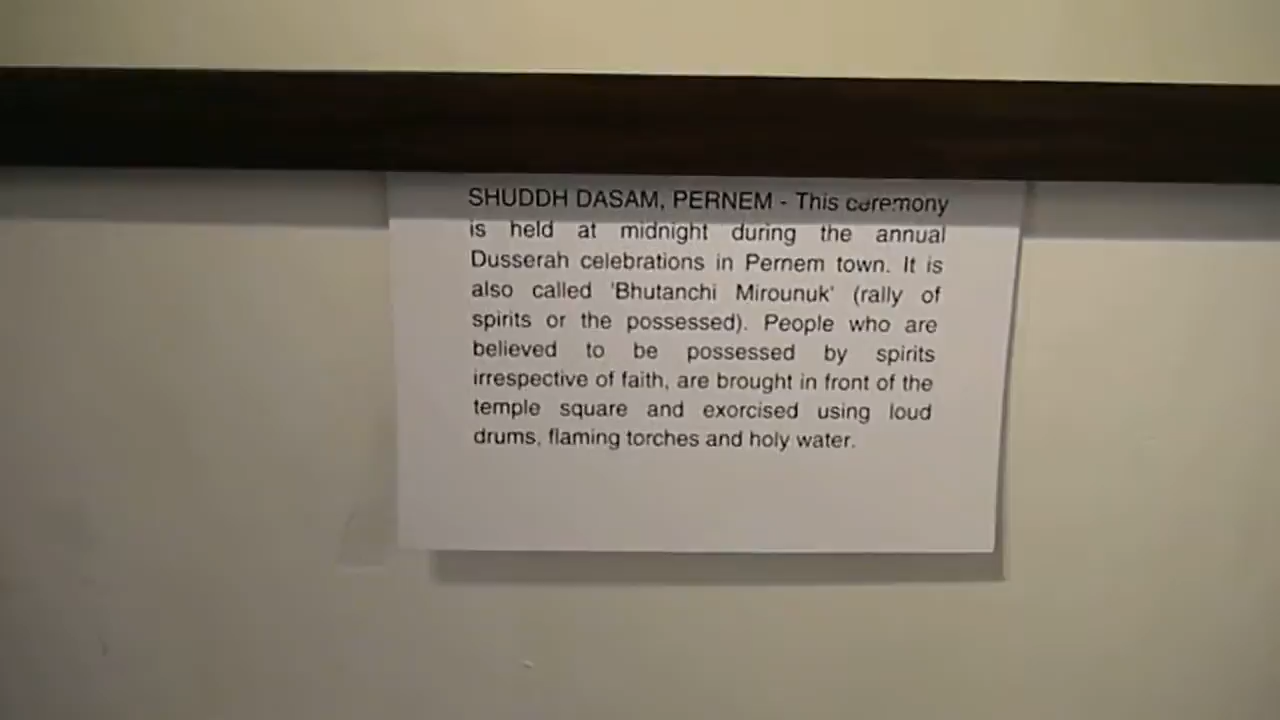 SHUDDH DASAM, PERNEM - This ceremony
is held at midnight during the annual
Dusserah celebrations in Pernem town. It is
also called 'Bhutanchi Mirounuk' (rally of
spirits or the possessed). People who are
believed to be possessed by spirits
irrespective of faith, are brought in front of the
temple square and exorcised using loud
drums, flaming torches and holy water.